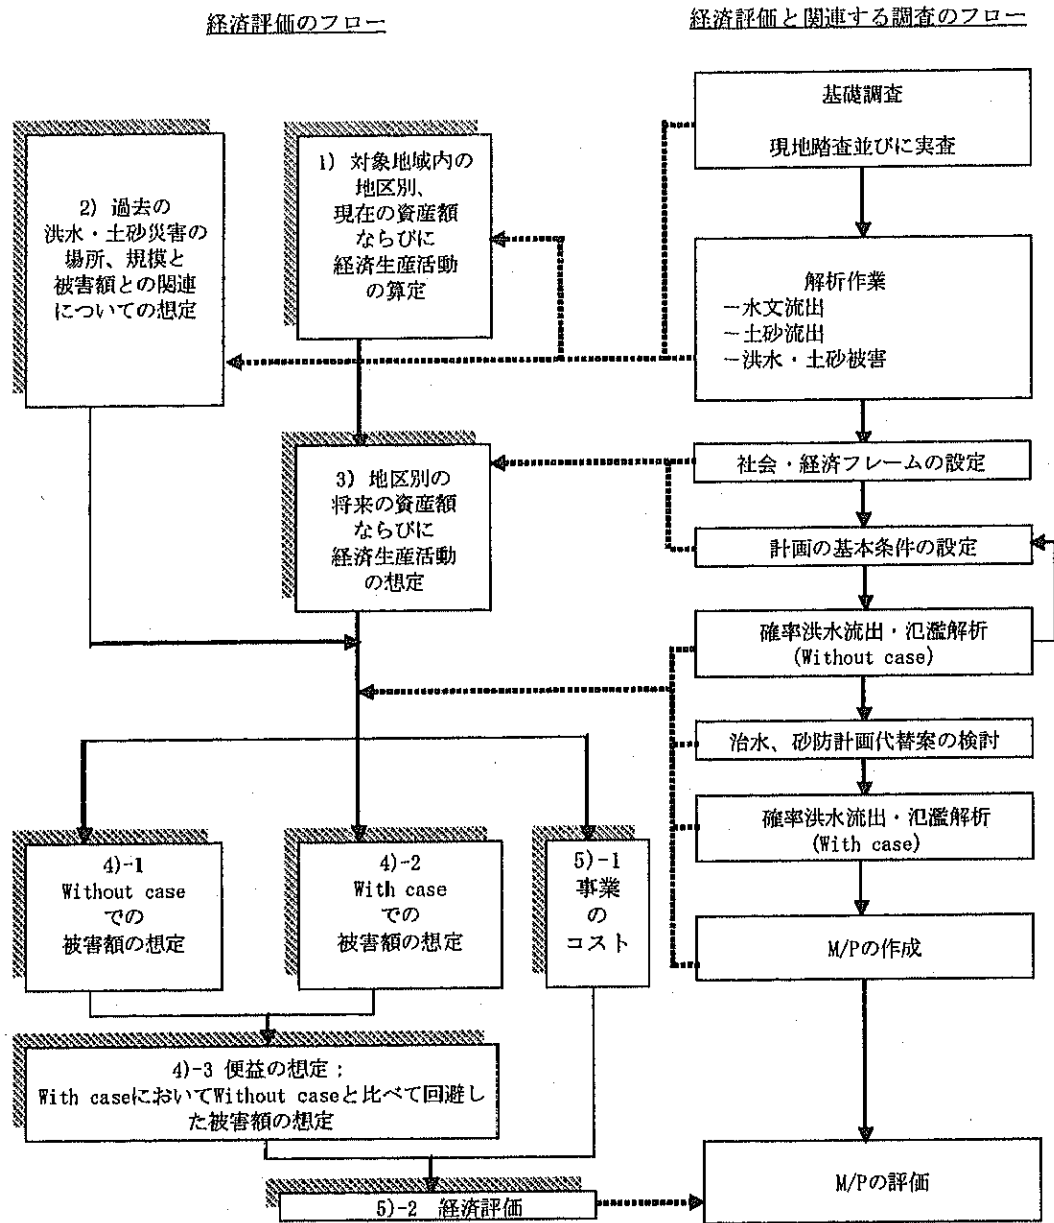 経済評価のフロー
経済評価と関連する調査のフロー
基礎調査
現地踏査並びに実査
1) 対象地域内の
地区別、
現在の資産額
ならびに
経済生産活動
の算定
2) 過去の
洪水・土砂災害の
場所、規模と
被害額との関連
についての想定
解析作業
－水文流出
－土砂流出
－洪水・土砂被害
社会・経済フレームの設定
3) 地区別の
将来の資産額
ならびに
経済生産活動
の想定
計画の基本条件の設定
確率洪水流出・氾濫解析
(Without case)
治水、砂防計画代替案の検討
確率洪水流出・氾濫解析
(With case)
4)-1
Without case
での
被害額の想定
4)-2
With case
での
被害額の想定
5)-1
事業
の
コスト
M/Pの作成
4)-3 便益の想定；
With caseにおいてWithout caseと比べて回避し
た被害額の想定
M/Pの評価
5)-2 経済評価